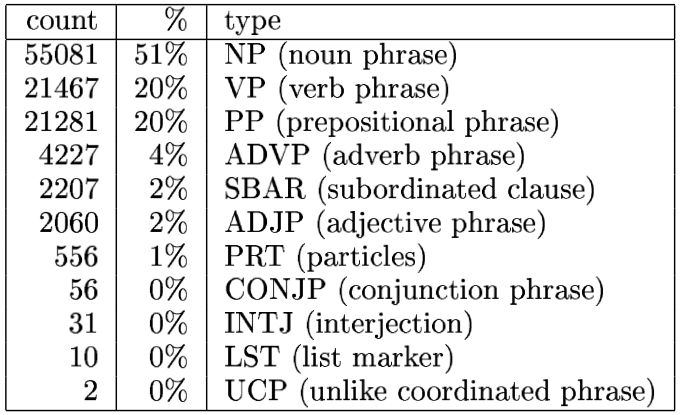 count % type
55081 51% NP (noun phrase)
21467 20% VP (verb phrase)
21281 20% PP (prepositional phrase)
4227 4% ADVP (adverb phrase)
2207 2% SBAR (subordinated clause)
2060 2% ADJP (adjective phrase)
556 1% PRT (particles)
56 0% CONJP (conjunction phrase)
31 0% INTJ (interjection)
10 0% LST (list marker)
2 0% UCP (unlike coordinated phrase)